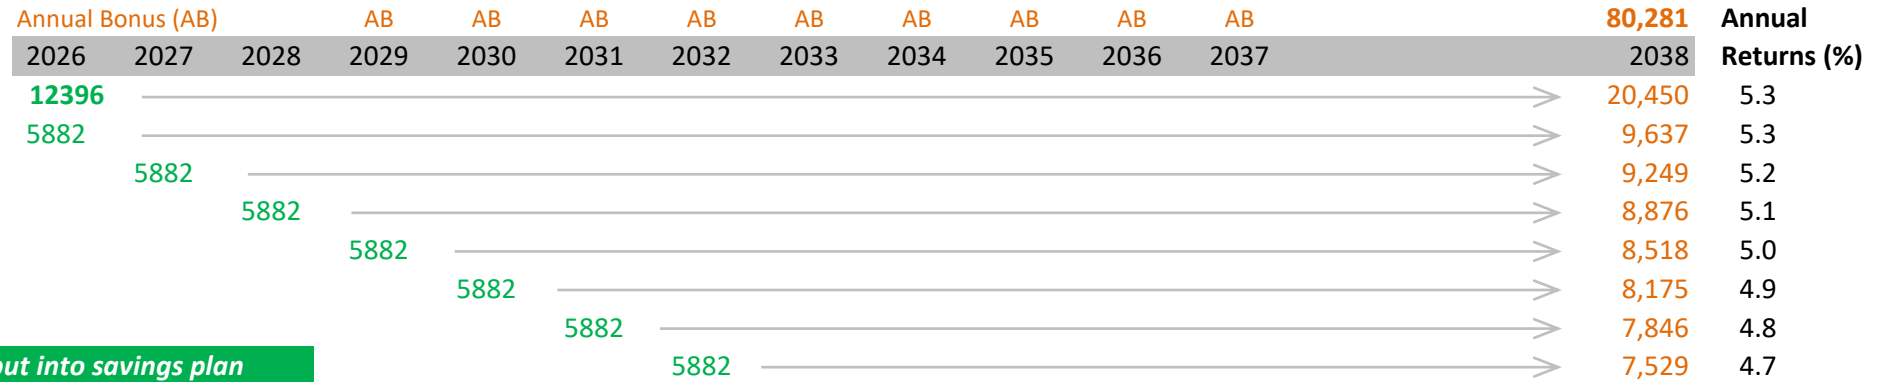 Annual Bonus (AB) AB AB AB AB AB AB AB AB AB 80,281 Annual
2026 2027 2028 2029 2030 2031 2032 2033 2034 2035 2036 2037 2038 Returns (%)
12396 20,450 5.3
5882 9,637 5.3
5882 9,249 5.2
5882 8,876 5.1
5882 8,518 5.0
5882 8,175 4.9
5882 7,846 4.8
put into savings plan 5882 7,529 4.7